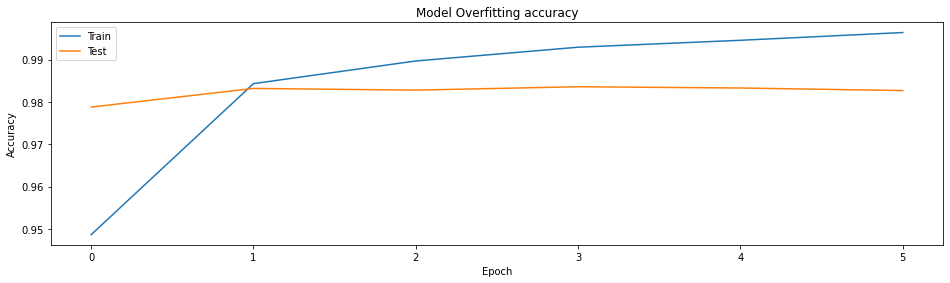 Model Overfitting accuracy
Train
Test
0.99
0.98
0.97
0.96
0.95
Accuracy
0 1 2 3 4 5
Epoch